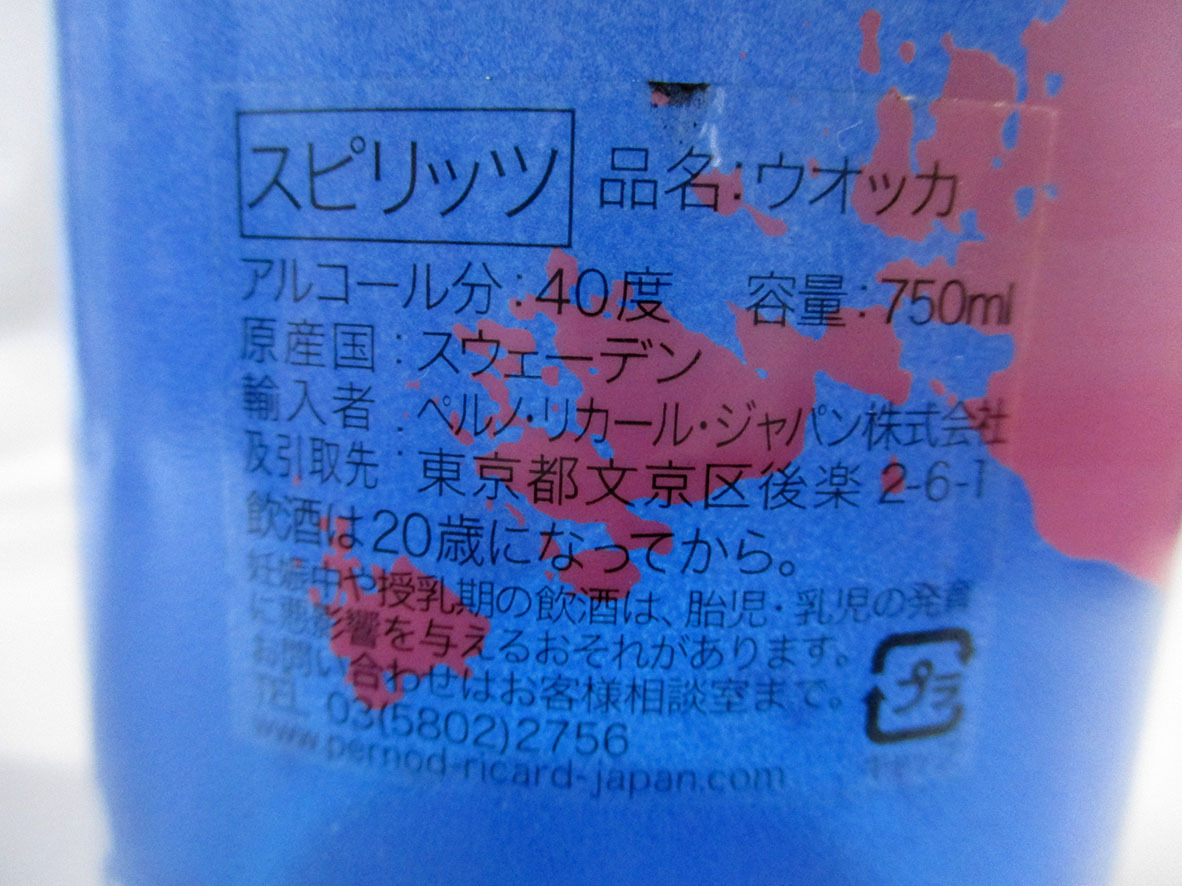 スピリッツ 品名:ウオッカ
アルコール分:40度 容量:750ml
原産国:スウェーデン
輸入者:ペルノ・リカール・ジャパン株式会社
及引取先:東京都文京区後楽2-6-1
飲酒は20歳になってから。
妊娠中や授乳期の飲酒は、胎児・乳児の発育
に悪影響を与えるおそれがあります。
お問い合わせはお客様相談室まで。
TEL 03(5802)2756
www.pernod-ricard-japan.com
プラ